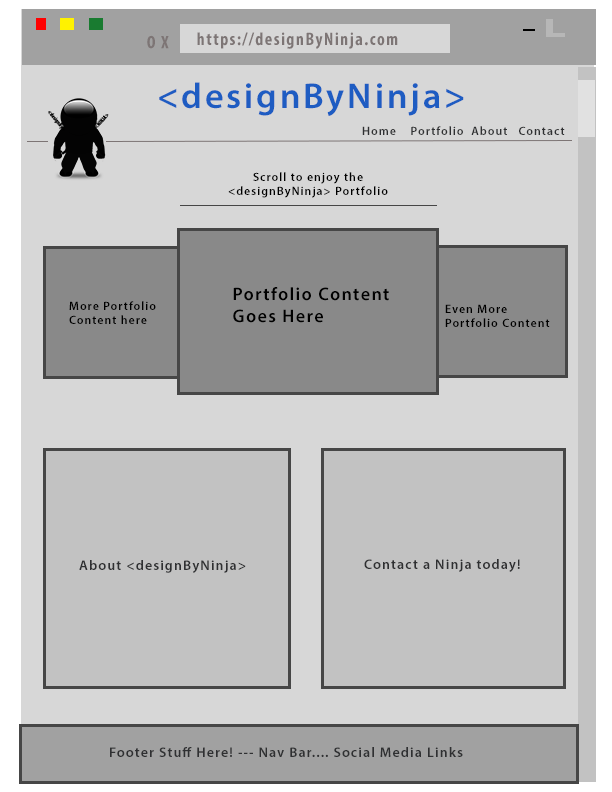 O X
https://designByNinja.com
<designByNinja>
Home Portfolio About Contact
Scroll to enjoy the
<designByNinja> Portfolio
More Portfolio
Content here
Portfolio Content
Goes Here
Even More
Portfolio Content
About <designByNinja>
Contact a Ninja today!
Footer Stuff Here! --- Nav Bar.... Social Media Links